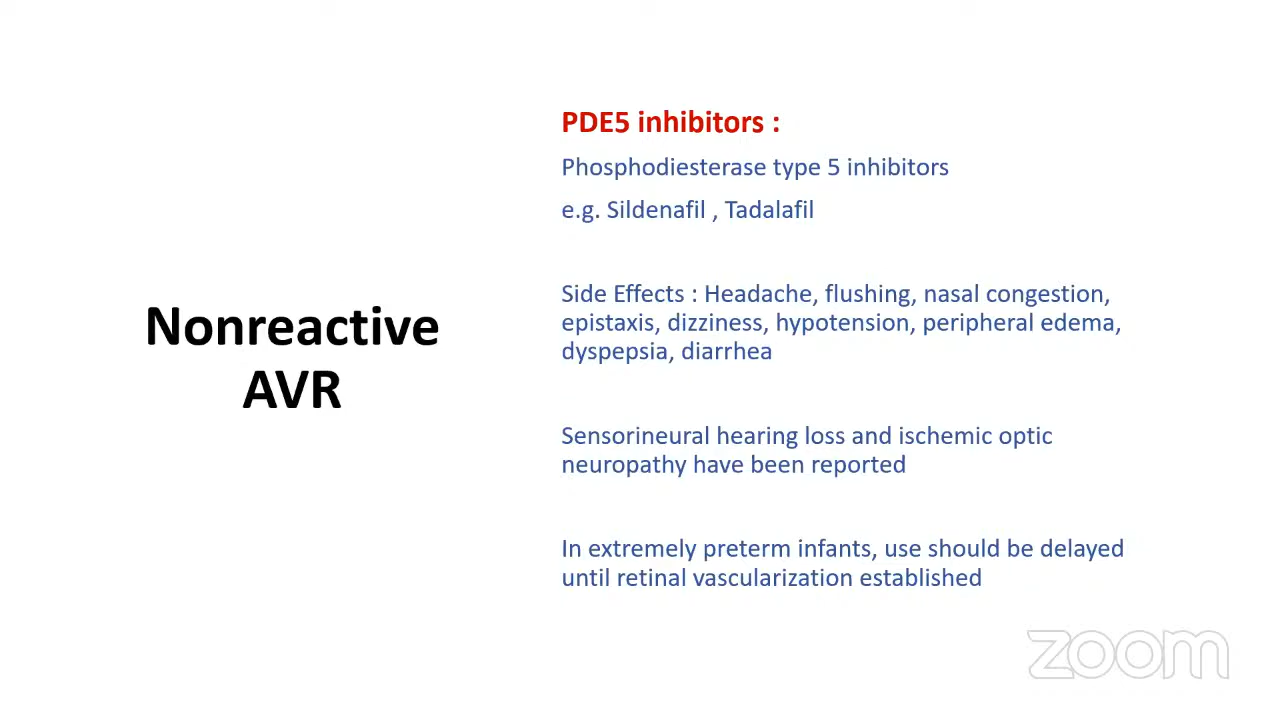 Nonreactive
AVR
PDE5 inhibitors :
Phosphodiesterase type 5 inhibitors
e.g. Sildenafil , Tadalafil
Side Effects : Headache, flushing, nasal congestion,
epistaxis, dizziness, hypotension, peripheral edema,
dyspepsia, diarrhea
Sensorineural hearing loss and ischemic optic
neuropathy have been reported
In extremely preterm infants, use should be delayed
until retinal vascularization established
zoom